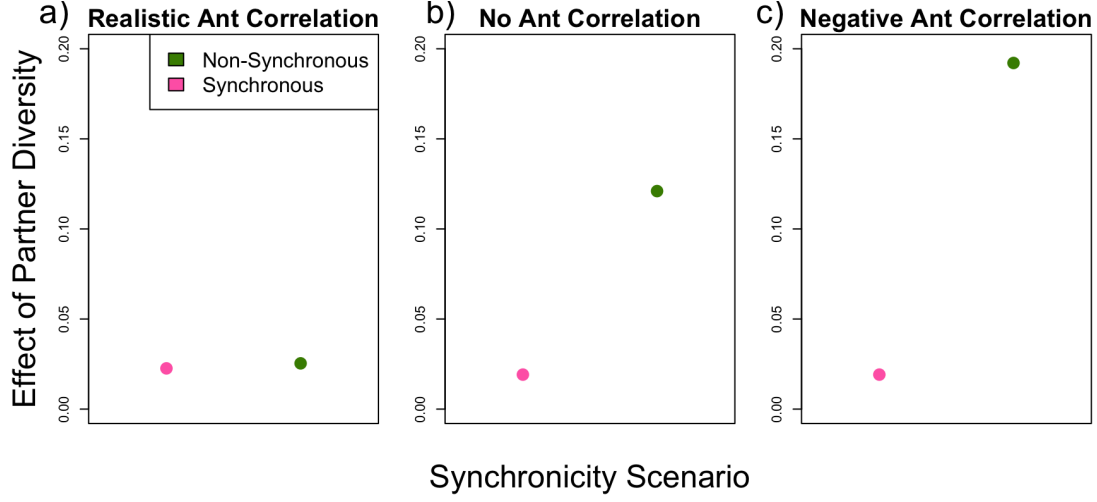 a) Realistic Ant Correlation
b) No Ant Correlation
c) Negative Ant Correlation
Effect of Partner Diversity
0.20
0.15
0.10
0.05
0.00
Non-Synchronous
Synchronous
0.20
0.15
0.10
0.05
0.00
0.20
0.15
0.10
0.05
0.00
Synchronicity Scenario